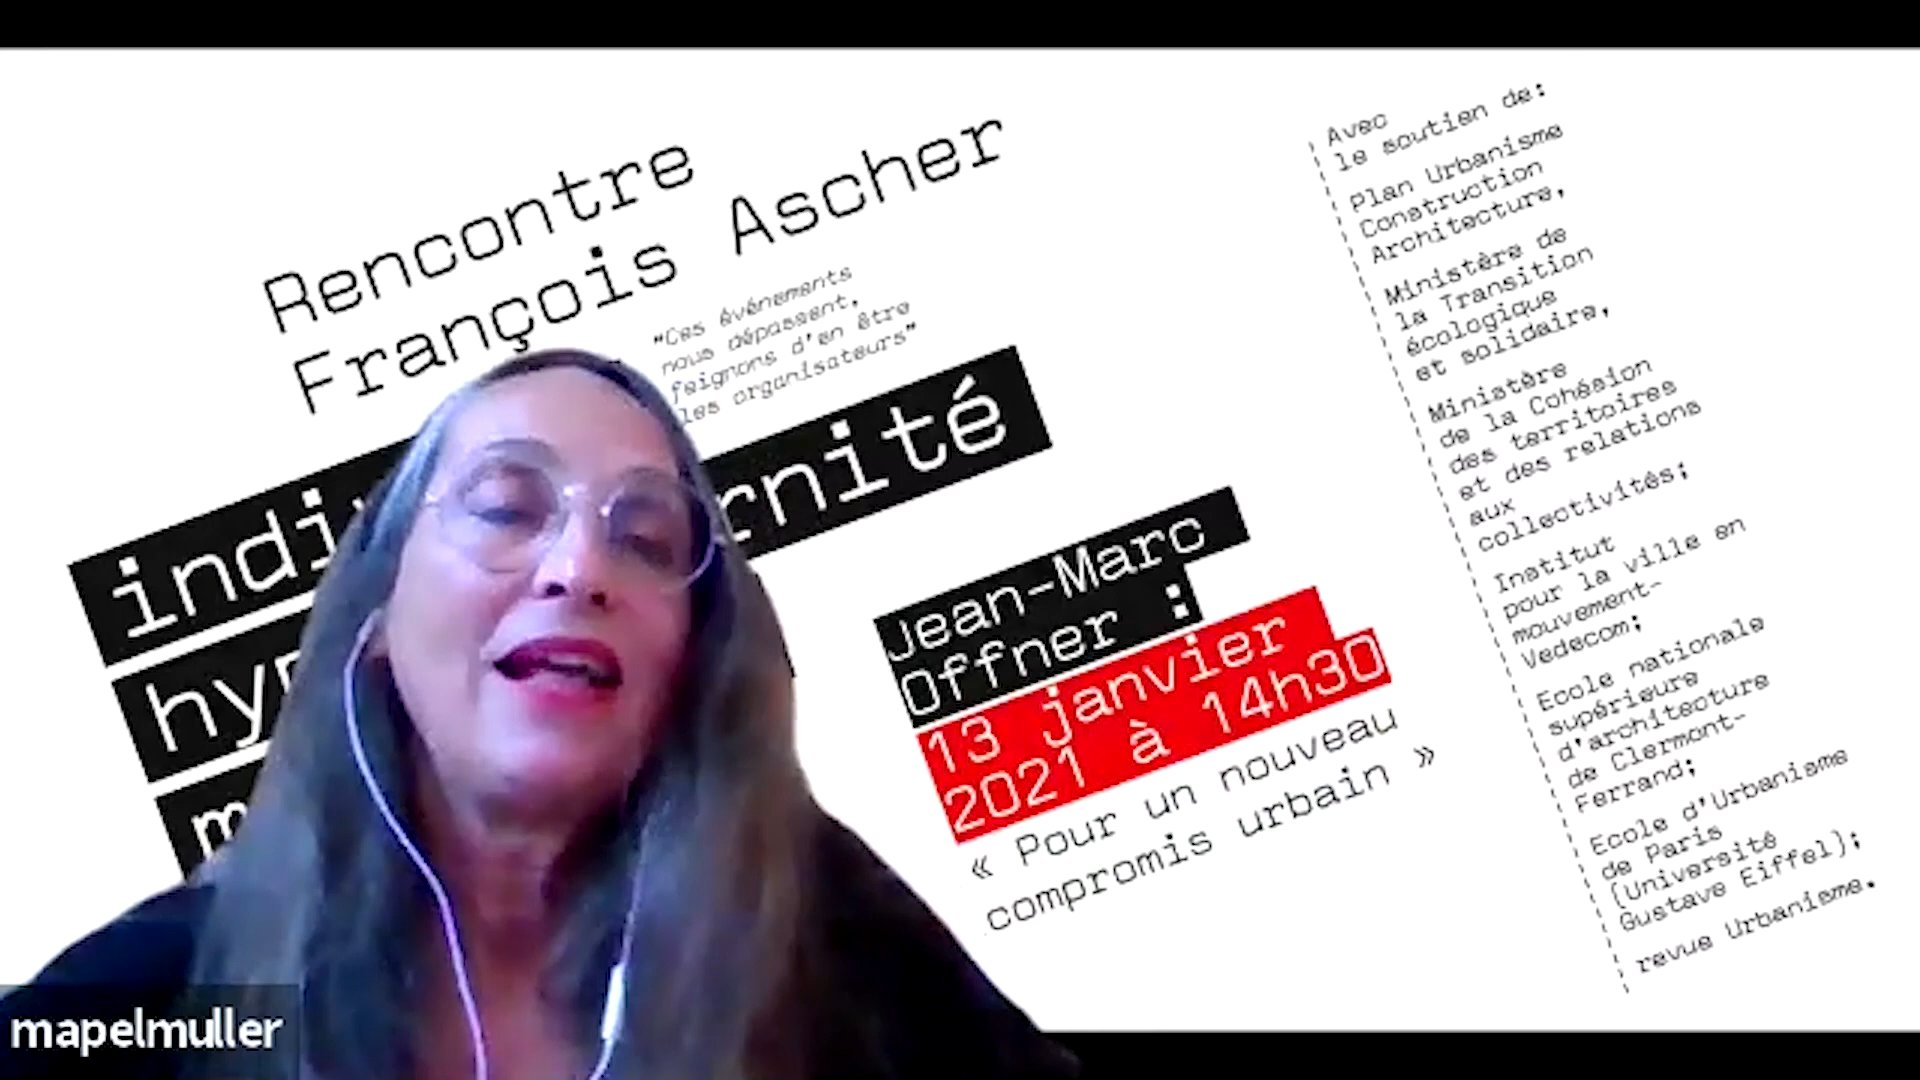 Rencontre
François Ascher
"Ces événements
nous dépassent,
feignons d'en être
les organisateurs"
Jean-Marc
Offner :
13 janvier
2021 à 14h30
« Pour un nouveau
compromis urbain »
Avec
le soutien de:
Plan Urbanisme
Construction
Architecture,
Ministère de
la Transition
écologique
et solidaire,
Ministère
de la Cohésion
des territoires
et des relations
aux
collectivités;
Institut
pour la ville en
mouvement-
Vedecom;
Ecole nationale
supérieure
d'architecture
de Clermont-
Ferrand;
Ecole d'Urbanisme
de Paris
(Université
Gustave Eiffel);
revue Urbanisme.
mapelmuller